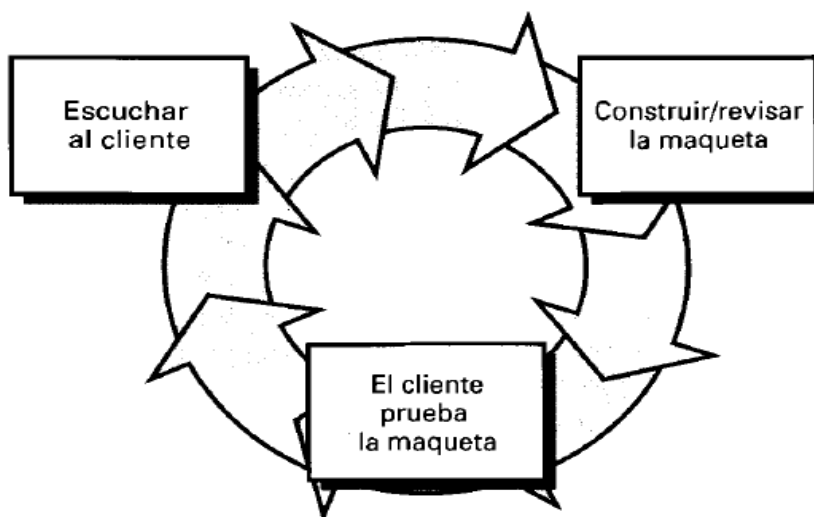 Escuchar
al cliente
Construir/revisar
la maqueta
El cliente
prueba
la maqueta